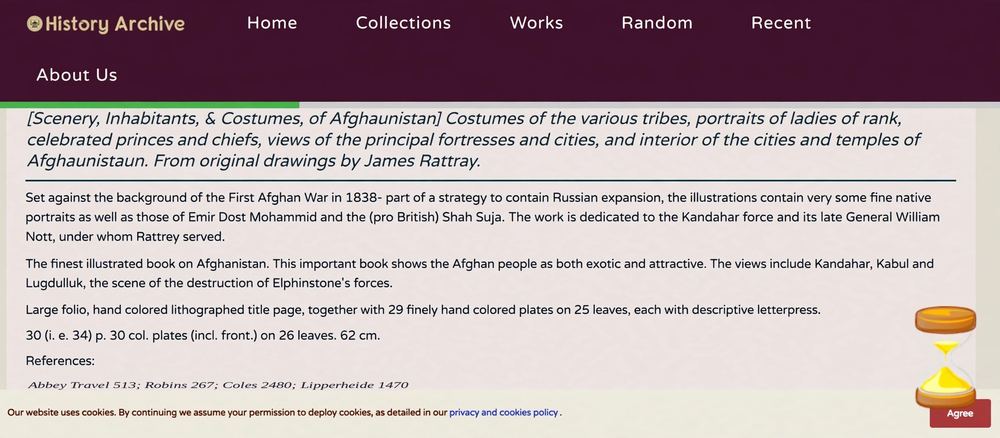 History Archive
Home Collections Works Random Recent
About Us
[Scenery, Inhabitants, & Costumes, of Afghaunistan] Costumes of the various tribes, portraits of ladies of rank,
celebrated princes and chiefs, views of the principal fortresses and cities, and interior of the cities and temples of
Afghaunistaun. From original drawings by James Rattray.
Set against the background of the First Afghan War in 1838- part of a strategy to contain Russian expansion, the illustrations contain very some fine native
portraits as well as those of Emir Dost Mohammid and the (pro British) Shah Suja. The work is dedicated to the Kandahar force and its late General William
Nott, under whom Rattrey served.
The finest illustrated book on Afghanistan. This important book shows the Afghan people as both exotic and attractive. The views include Kandahar, Kabul and
Lugdulluk, the scene of the destruction of Elphinstone's forces.
Large folio, hand colored lithographed title page, together with 29 finely hand colored plates on 25 leaves, each with descriptive letterpress.
30 (i. e. 34) p. 30 col. plates (incl. front.) on 26 leaves. 62 cm.
References:
Abbey Travel 513; Robins 267; Coles 2480; Lipperheide 1470
Our website uses cookies. By continuing we assume your permission to deploy cookies, as detailed in our privacy and cookies policy .
Agree